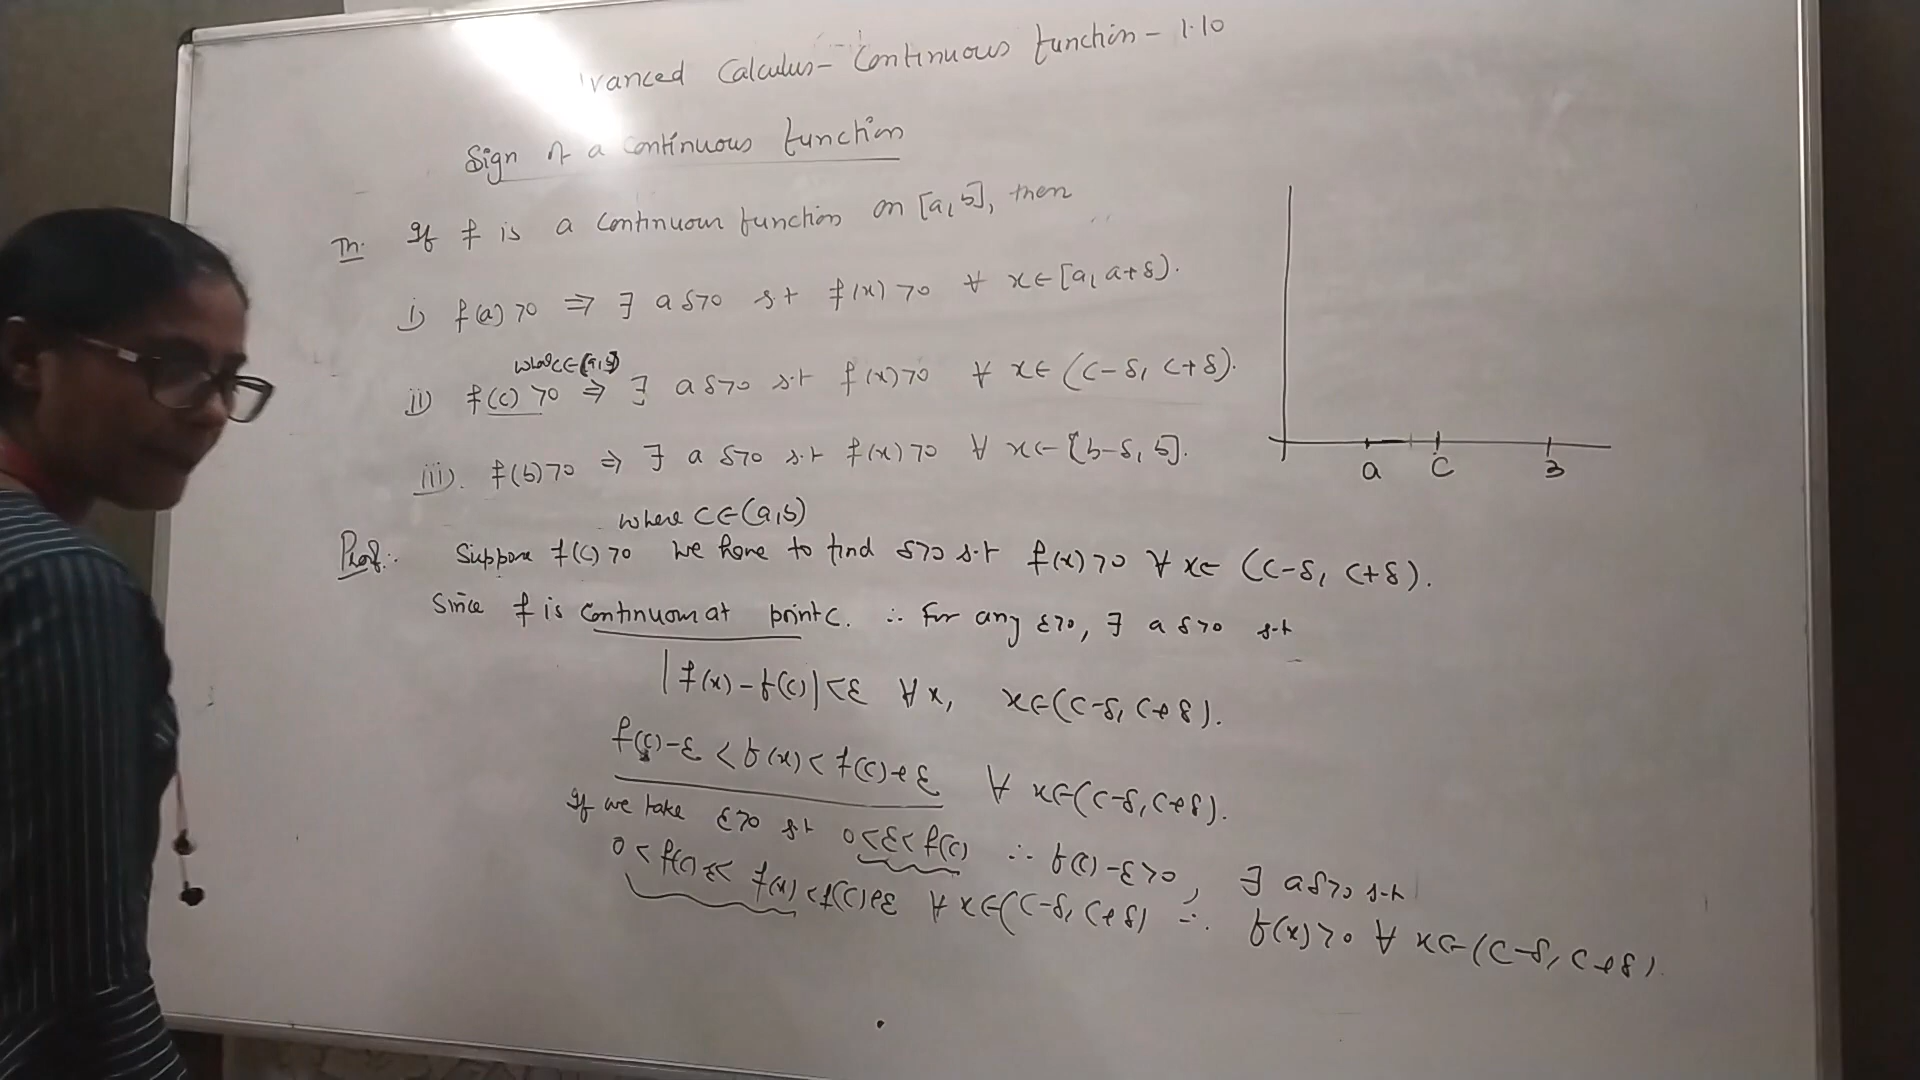 vanced Calculus - Continuous function - 1.10
Sign of a continuous function
Th. If f is a continuous function on [a, b], then
i) f(a) >0 ⇒ ∃ a δ>0 s.t f(x) >0 ∀ x∈[a, a+δ).
where c∈(a,b)
ii) f(c) >0 ⇒ ∃ a δ>0 s.t f(x)>0 ∀ x∈ (c-δ, c+δ).
iii). f(b)>0 ⇒ ∃ a δ>0 s.t f(x)>0 ∀ x∈ [b-δ, b].
a c B
where c∈(a,b)
Proof:. Suppose f(c) >0 we have to find δ>0 s.t f(x) >0 ∀ x∈ (c-δ, c+δ).
Since f is continuous at point c. ∴ For any ε>0, ∃ a δ>0 s.t
|f(x) - f(c)| <ε ∀ x, x∈(c-δ, c+δ).
f(c)-ε < f(x) < f(c)+ε ∀ x∈(c-δ, c+δ).
If we take ε>0 s.t 0<ε< f(c) ∴ f(c)-ε>0, ∃ a δ>0 s.t
0 < f(c)-ε< f(x) <f(c)+ε ∀ x∈(c-δ, c+δ) ∴ f(x) >0 ∀ x∈(c-δ, c+δ).